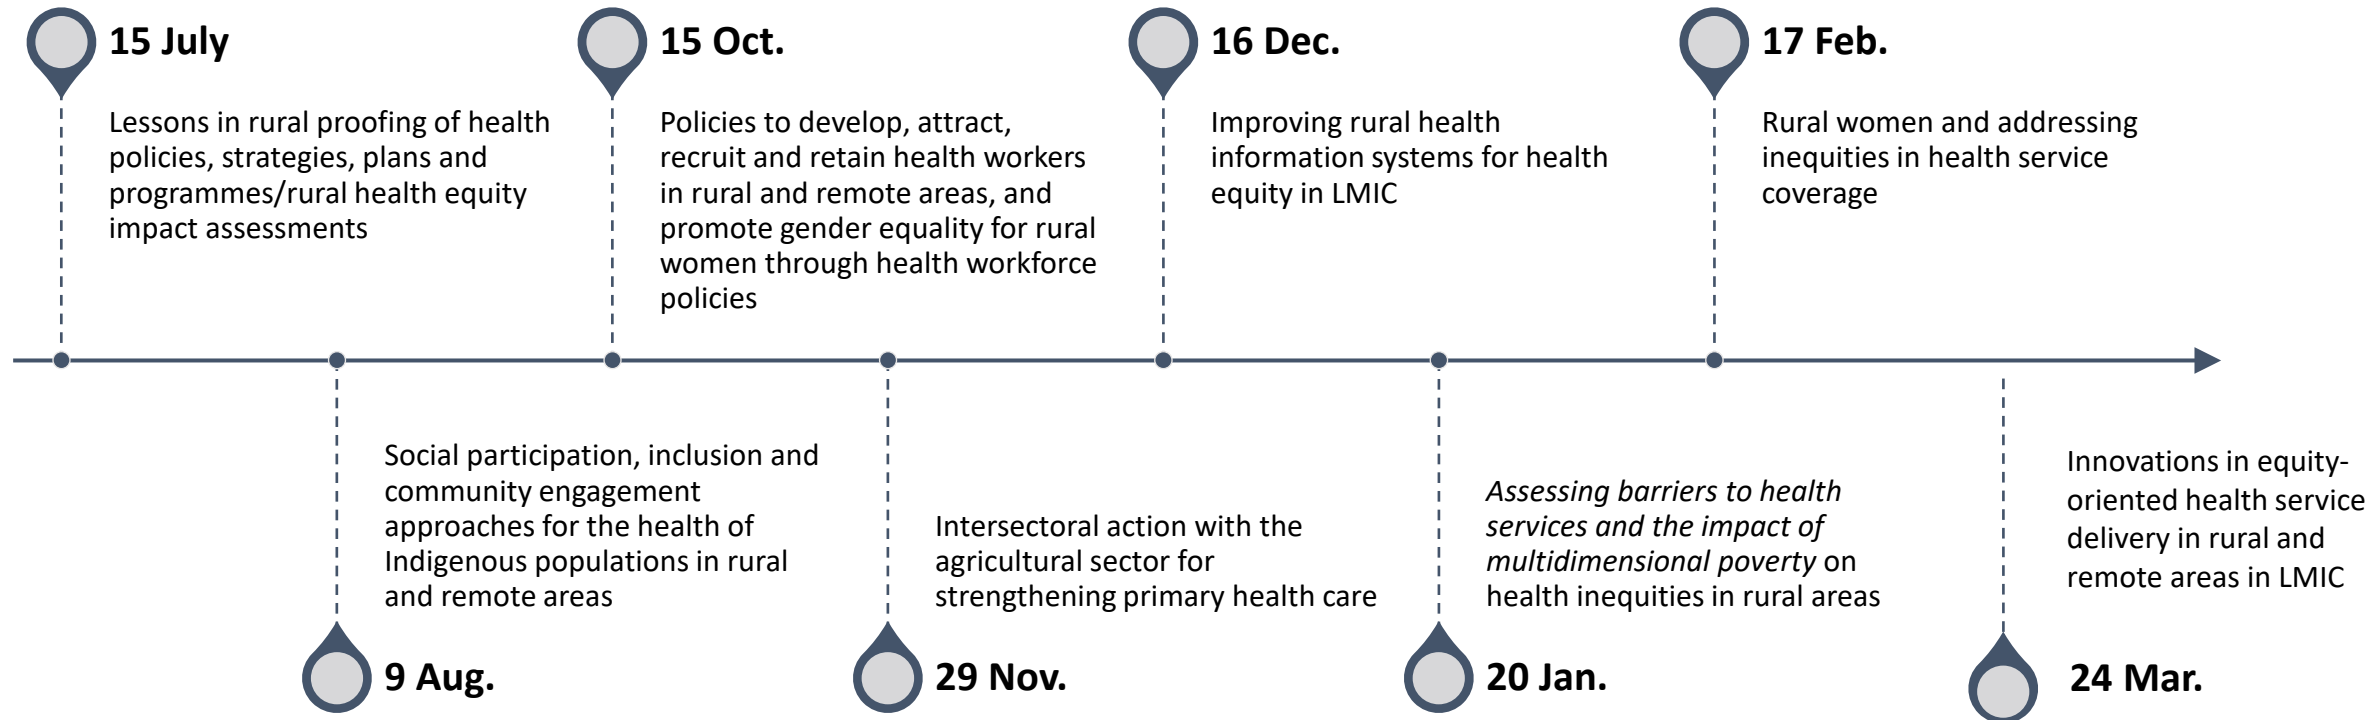 15 July
Lessons in rural proofing of health
policies, strategies, plans and
programmes/rural health equity
impact assessments
9 Aug.
Social participation, inclusion and
community engagement
approaches for the health of
Indigenous populations in rural
and remote areas
15 Oct.
Policies to develop, attract,
recruit and retain health workers
in rural and remote areas, and
promote gender equality for rural
women through health workforce
policies
29 Nov.
Intersectoral action with the
agricultural sector for
strengthening primary health care
16 Dec.
Improving rural health
information systems for health
equity in LMIC
20 Jan.
Assessing barriers to health
services and the impact of
multidimensional poverty on
health inequities in rural areas
17 Feb.
Rural women and addressing
inequities in health service
coverage
24 Mar.
Innovations in equity-
oriented health service
delivery in rural and
remote areas in LMIC